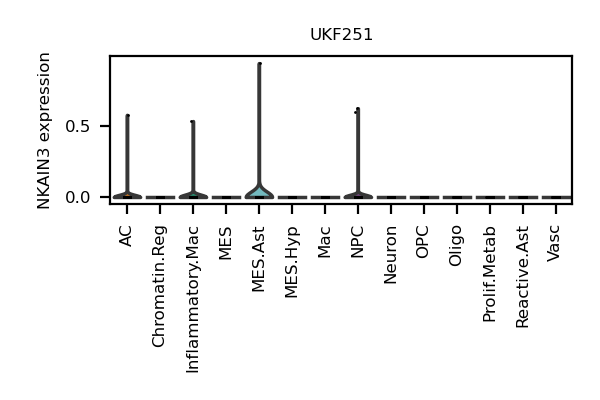 UKF251
NKAIN3 expression
0.5
0.0
AC
Chromatin.Reg
Inflammatory.Mac
MES
MES.Ast
MES.Hyp
Mac
NPC
Neuron
OPC
Oligo
Prolif.Metab
Reactive.Ast
Vasc